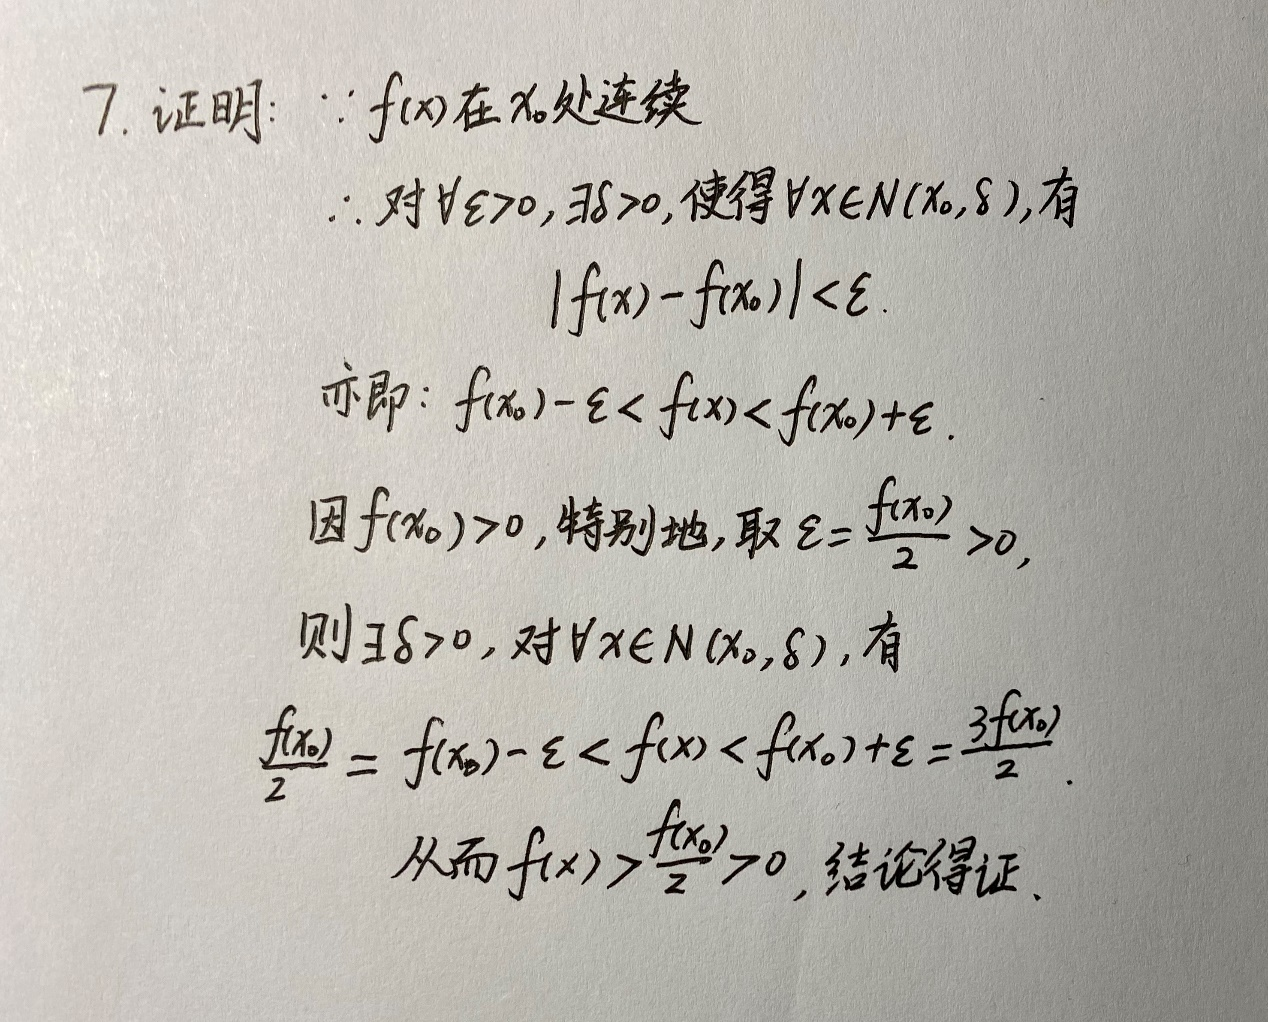 7. 证明: ∵ f(x)在x₀处连续
∴ 对∀ε>0, ∃δ>0, 使得∀x∈N(x₀,δ), 有
|f(x)-f(x₀)|<ε.
亦即: f(x₀)-ε<f(x)<f(x₀)+ε.
因f(x₀)>0, 特别地, 取 ε=f(x₀)/2>0,
则∃δ>0, 对∀x∈N(x₀,δ), 有
f(x₀)/2 = f(x₀)-ε<f(x)<f(x₀)+ε=3f(x₀)/2.
从而f(x)>f(x₀)/2>0, 结论得证、